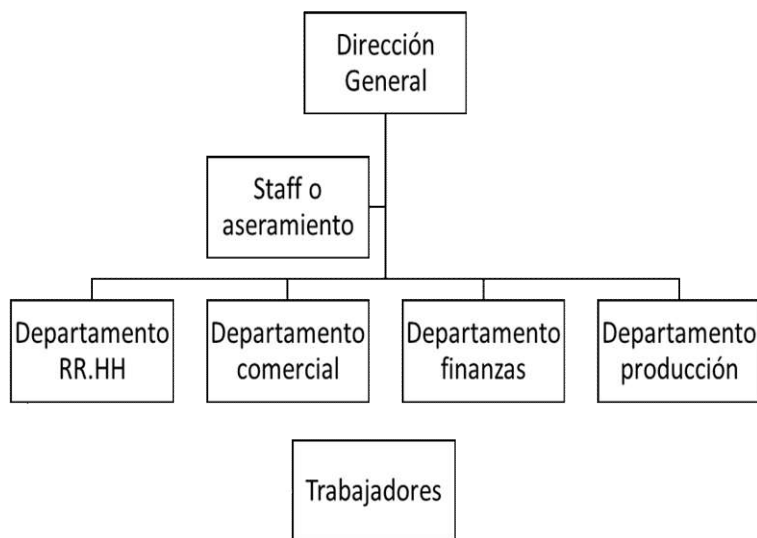 Dirección
General
Staff o
aseramiento
Departamento
RR.HH
Departamento
comercial
Departamento
finanzas
Departamento
producción
Trabajadores